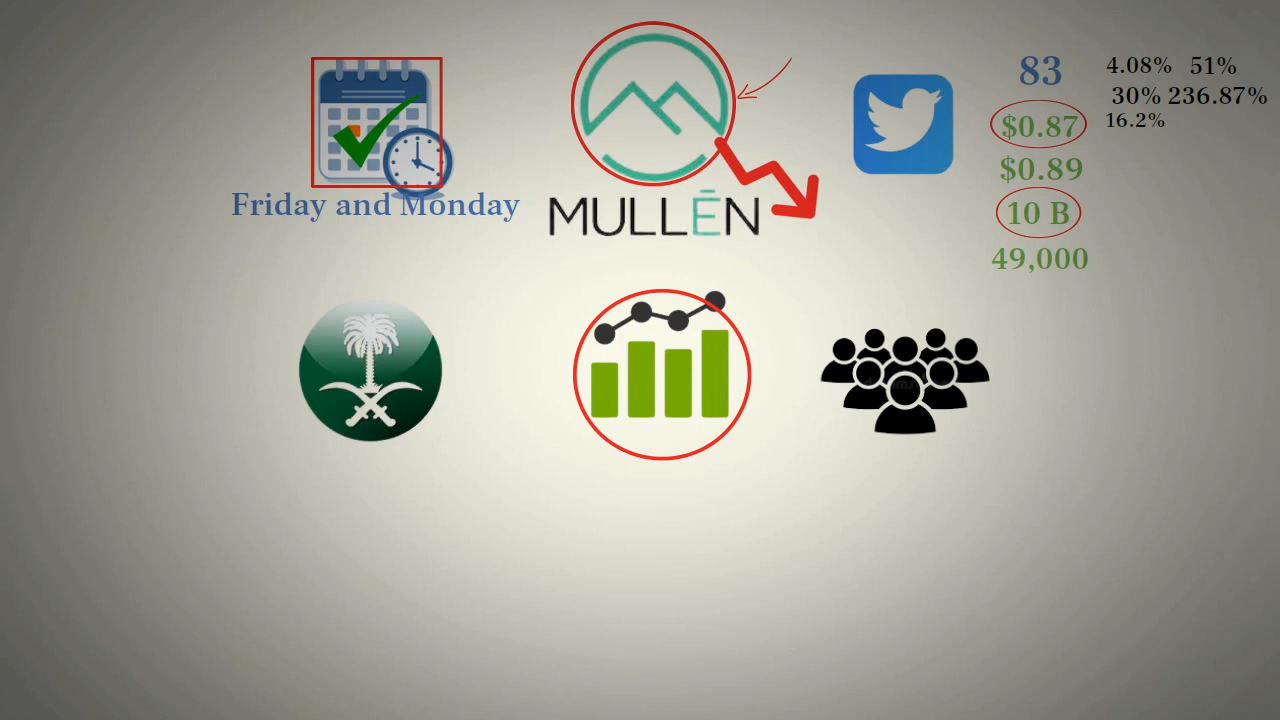 Friday and Monday
MULLĒN
83
$0.87
$0.89
10 B
49,000
4.08% 51%
30% 236.87%
16.2%